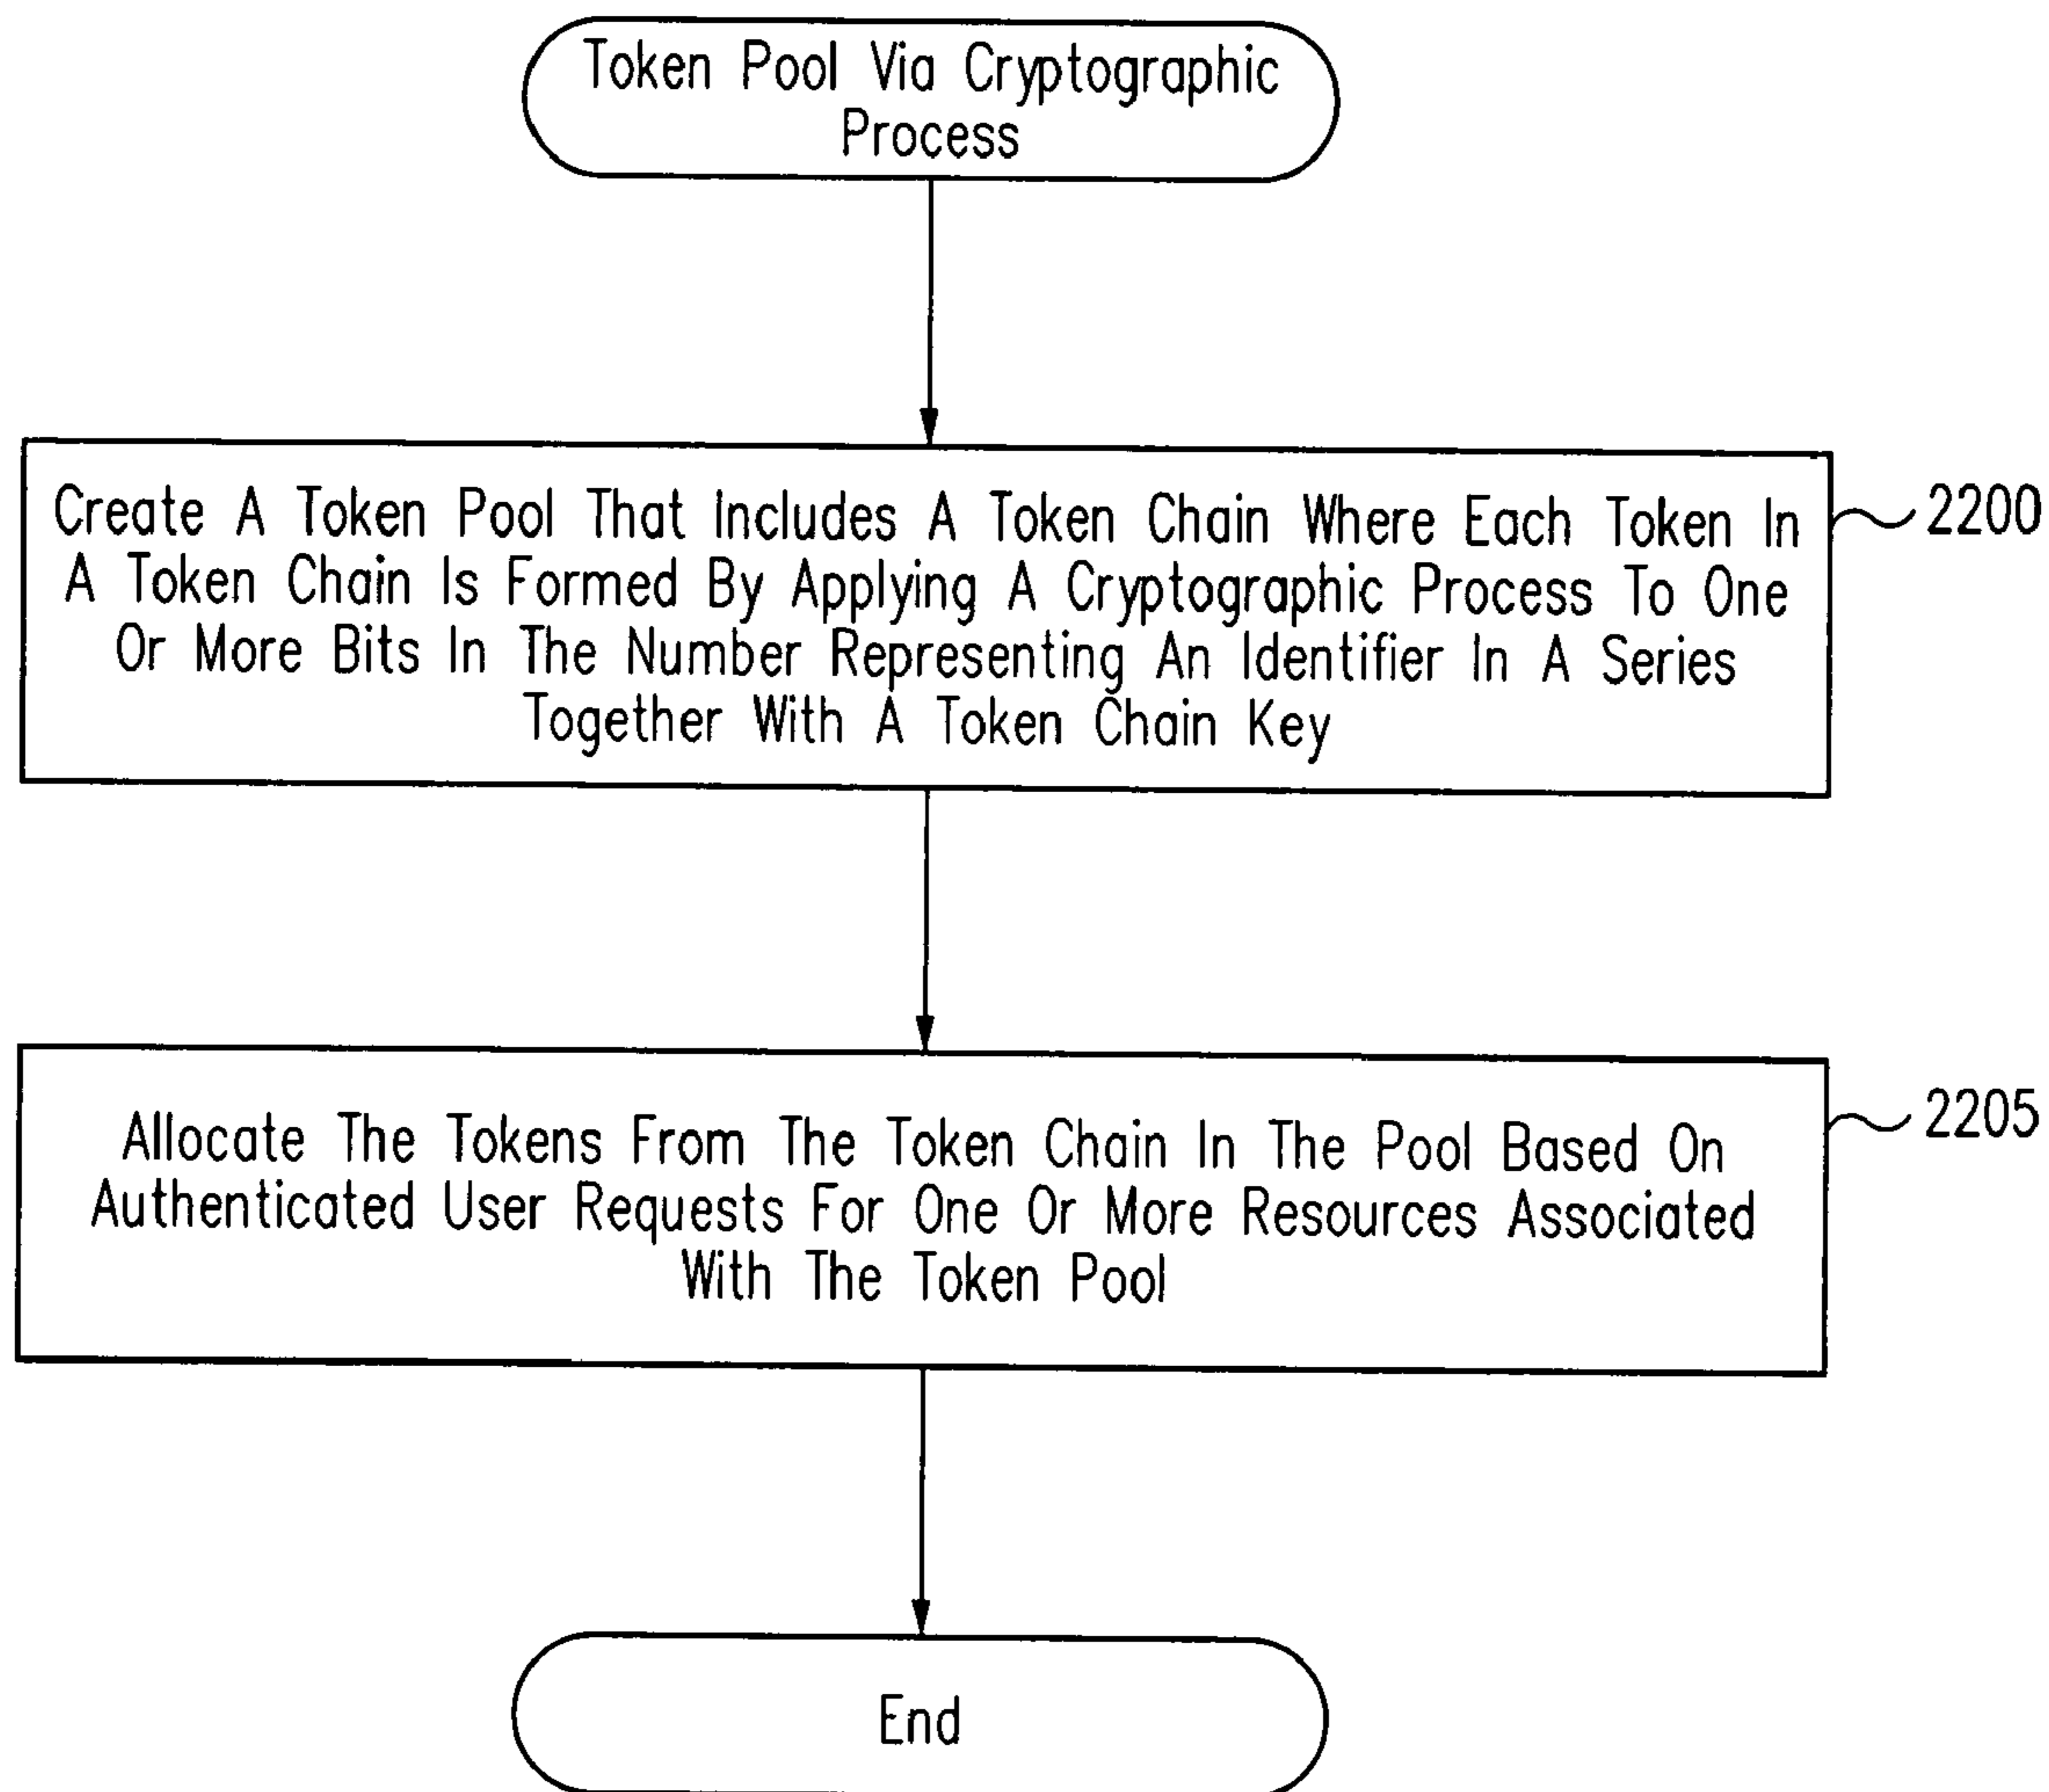 Token Pool Via Cryptographic
Process
Create A Token Pool That Includes A Token Chain Where Each Token In
A Token Chain Is Formed By Applying A Cryptographic Process To One
Or More Bits In The Number Representing An Identifier In A Series
Together With A Token Chain Key
2200
Allocate The Tokens From The Token Chain In The Pool Based On
Authenticated User Requests For One Or More Resources Associated
With The Token Pool
2205
End